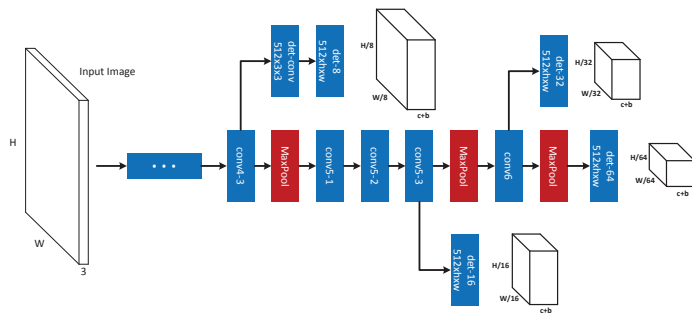 Input Image
H
W
3
• • •
conv4-3
MaxPool
conv5-1
conv5-2
conv5-3
MaxPool
conv6
MaxPool
det-64
512xhxw
det-conv
512x3x3
det-8
512xhxw
H/8
W/8
c+b
det-32
512xhxw
H/32
W/32
c+b
H/64
W/64
c+b
det-16
512xhxw
H/16
W/16
c+b